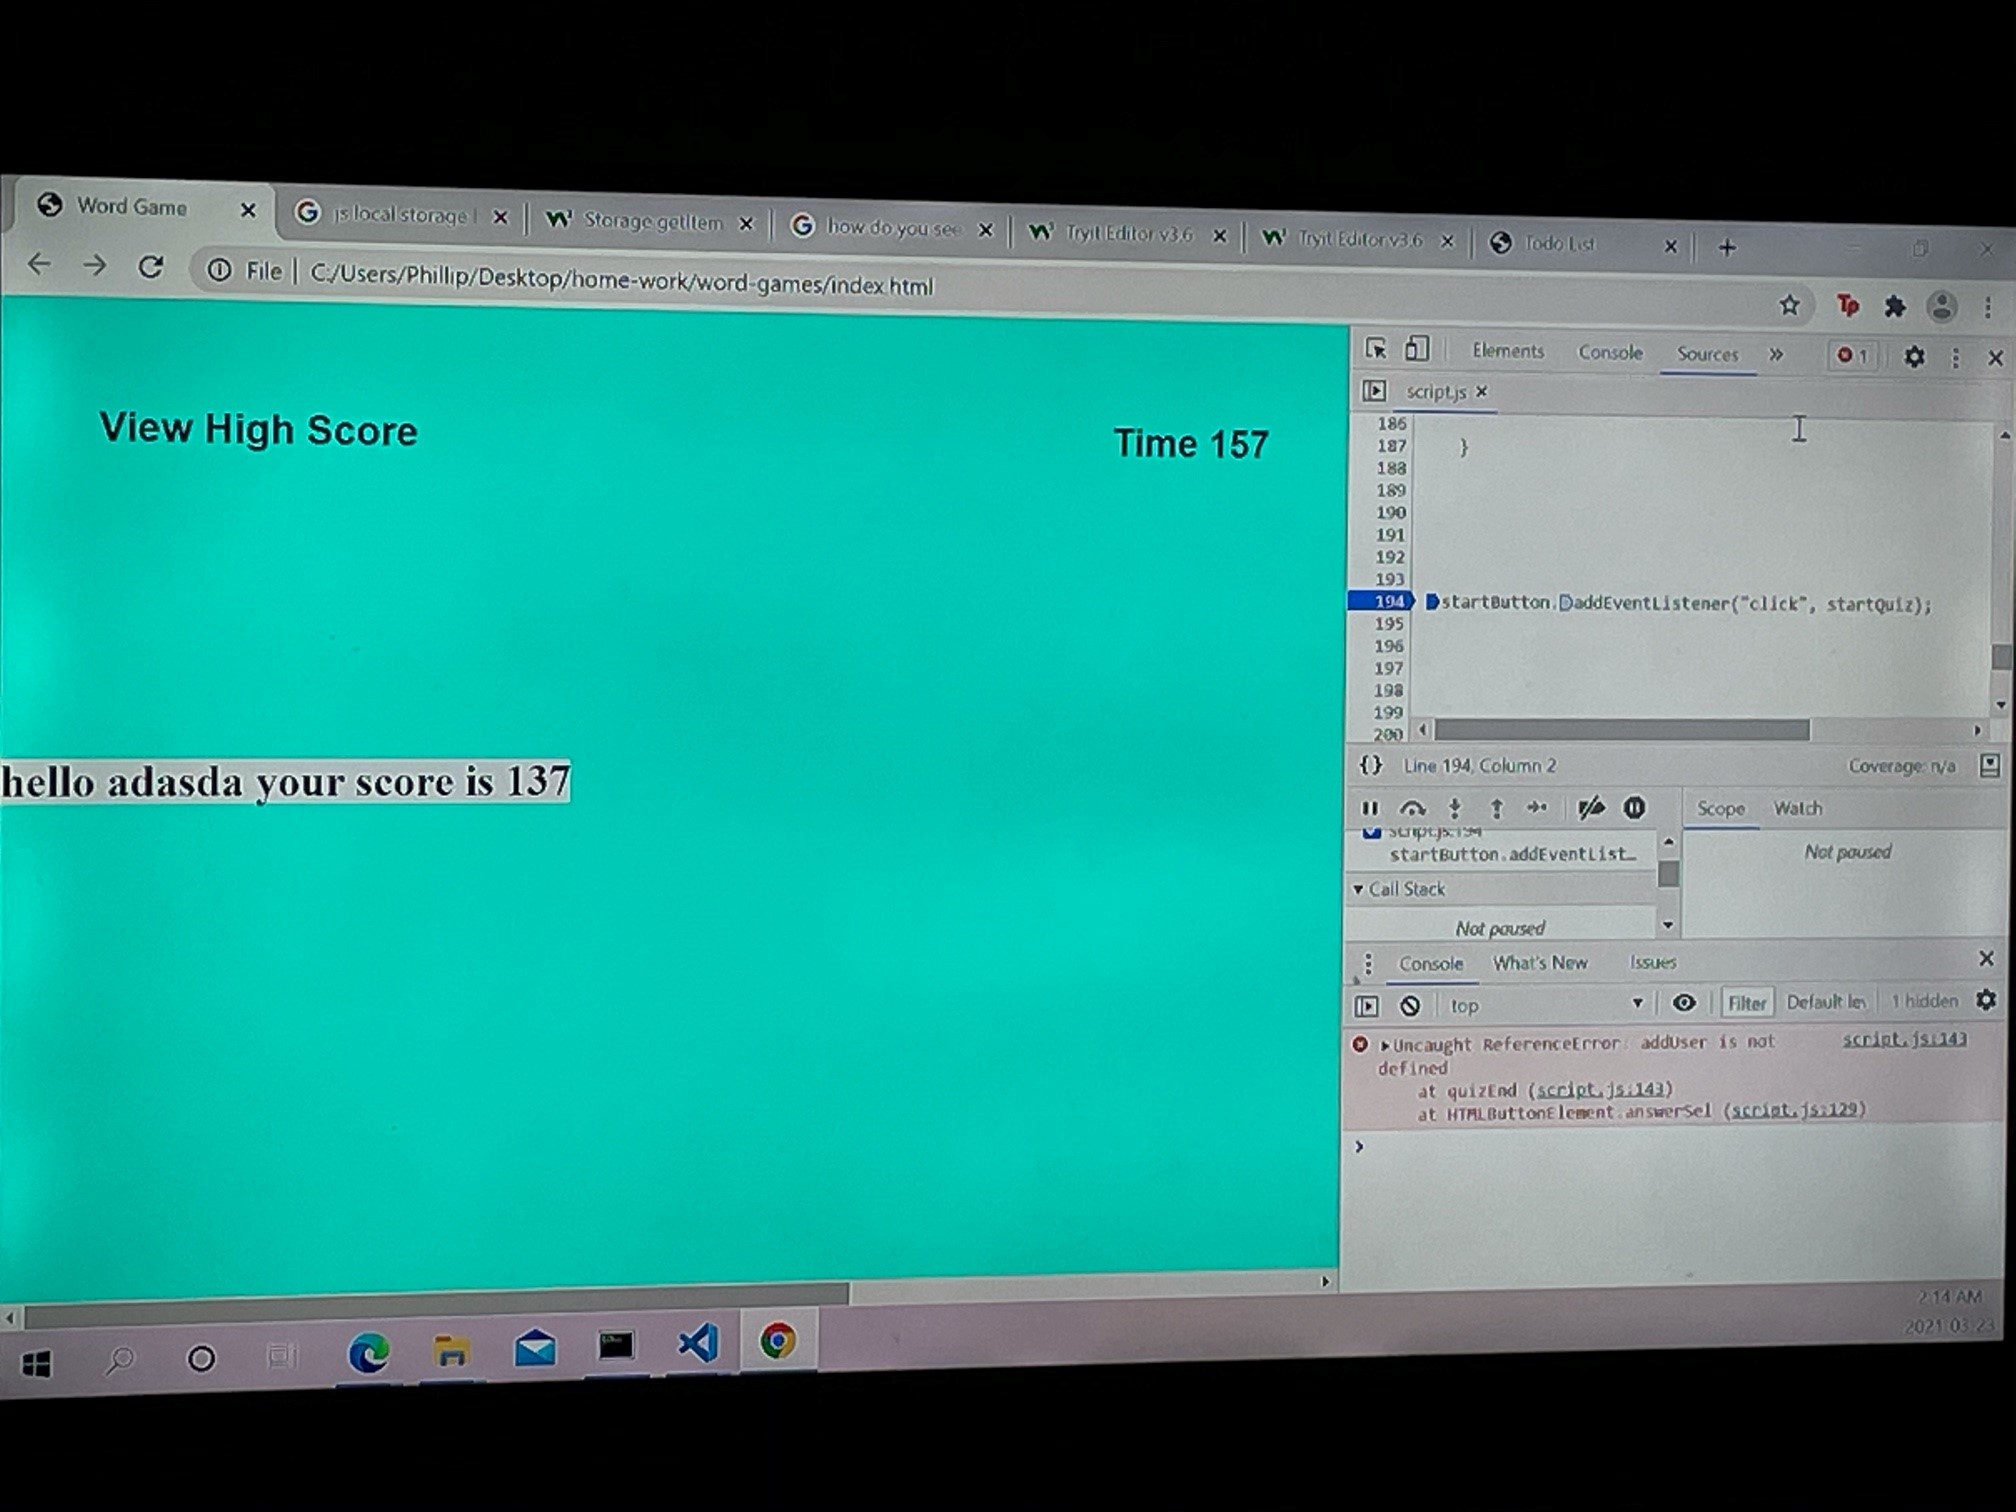 Word Game
js local storage
Storage getItem
how do you see
Tryit Editor v3.6
Tryit Editor v3.6
Todo List
File
C:/Users/Phillip/Desktop/home-work/word-games/index.html
Tp
View High Score
Time 157
hello adasda your score is 137
Elements Console Sources
1
script.js
186
187 }
188
189
190
191
192
193
194 startButton.addEventListener("click", startQuiz);
195
196
197
198
199
200
{} Line 194, Column 2
Coverage: n/a
Scope Watch
script.js:194
startButton.addEventList…
Not paused
Call Stack
Not paused
Console What's New Issues
top
Filter
Default lev
1 hidden
Uncaught ReferenceError: addUser is not script.js:143
defined
at quizEnd (script.js:143)
at HTMLButtonElement.answerSel (script.js:129)
2:14 AM
2021-03-23